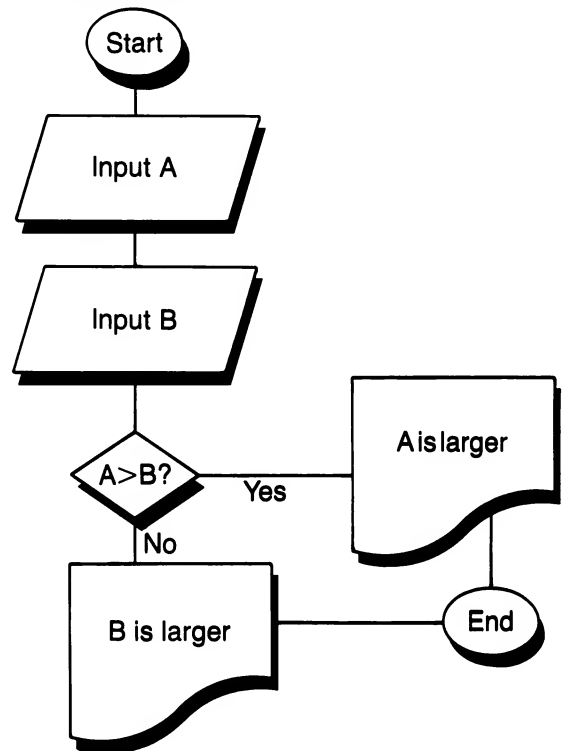 Start
Input A
Input B
A>B?
Yes
A is larger
No
B is larger
End